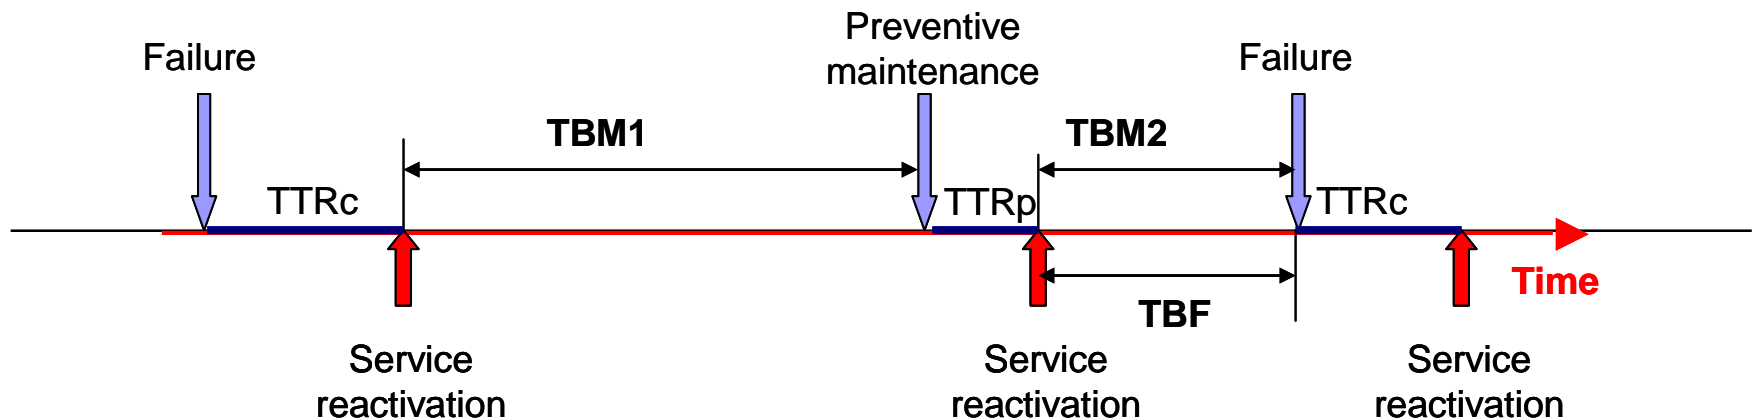 Preventive
maintenance
Failure
Failure
TBM1
TBM2
TTRc
TTRp
TTRc
Time
TBF
Service
reactivation
Service
reactivation
Service
reactivation